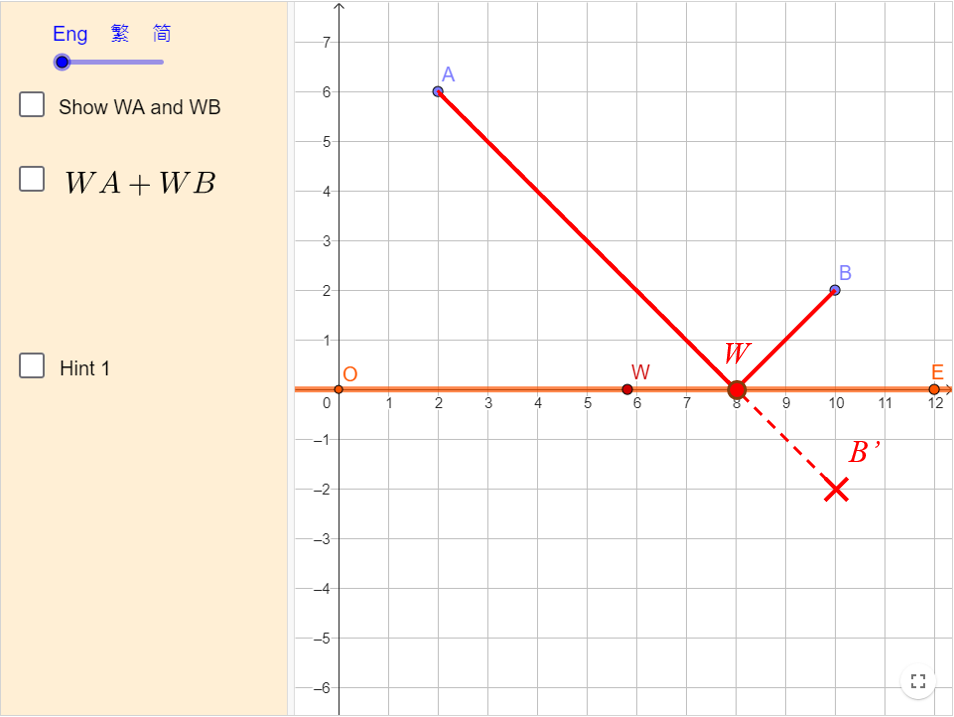 Eng 繁 简
Show WA and WB
WA + WB
Hint 1
7
A
6
5
4
3
2
B
1
W
O
W
E
0 1 2 3 4 5 6 7 8 9 10 11 12
–1
B’
–2
–3
–4
–5
–6